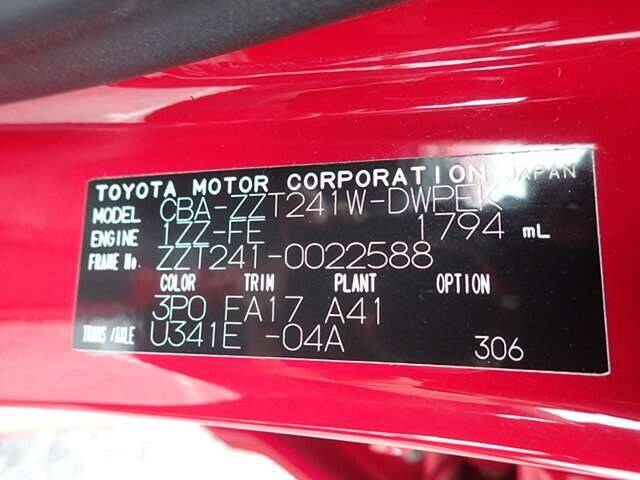 TOYOTA MOTOR CORPORATION JAPAN
MODEL CBA-ZZT241W-DWPEK
ENGINE 1ZZ-FE 1794 mL
FRAME No. ZZT241-0022588
COLOR TRIM PLANT OPTION
3P0 FA17 A41
TRANS/AXLE U341E -04A 306